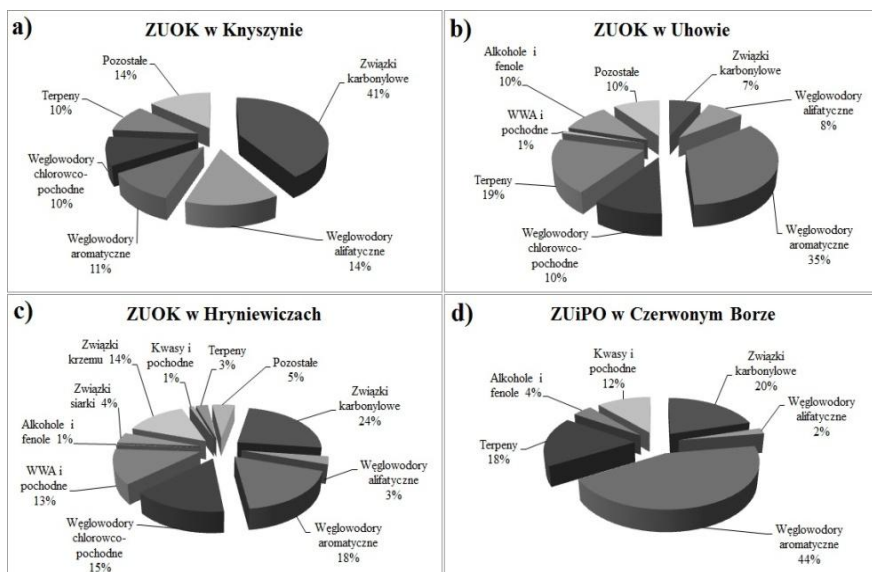 a)
ZUOK w Knyszynie
Pozostałe
14%
Związki
karbonylowe
41%
Terpeny
10%
Węglowodory
chlorowco-
pochodne
10%
Węglowodory
aromatyczne
11%
Węglowodory
alifatyczne
14%
b)
ZUOK w Uhowie
Alkohole i
fenole
10%
Pozostałe
10%
Związki
karbonylowe
7%
WWA i
pochodne
1%
Węglowodory
alifatyczne
8%
Terpeny
19%
Węglowodory
chlorowco-
pochodne
10%
Węglowodory
aromatyczne
35%
c)
ZUOK w Hryniewiczach
Związki
krzemu 14%
Kwasy i
pochodne
1%
Terpeny
3%
Pozostałe
5%
Związki
siarki 4%
Związki
karbonylowe
24%
Alkohole i
fenole 1%
WWA i
pochodne
13%
Węglowodory
alifatyczne
3%
Węglowodory
chlorowco-
pochodne
15%
Węglowodory
aromatyczne
18%
d)
ZUiPO w Czerwonym Borze
Kwasy i
pochodne
12%
Związki
karbonylowe
20%
Alkohole i
fenole 4%
Węglowodory
alifatyczne
2%
Terpeny
18%
Węglowodory
aromatyczne
44%